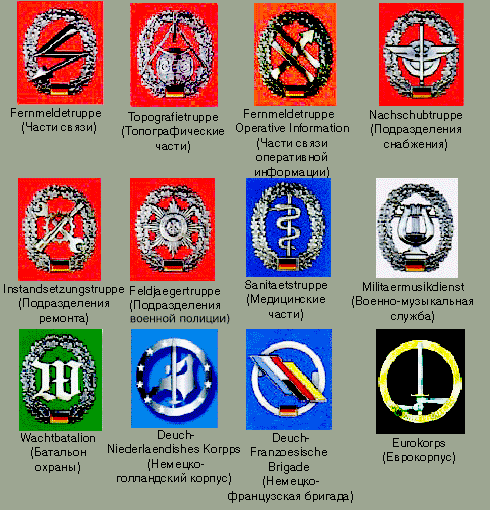 Fernmeldetruppe
(Части связи)
Topografietruppe
(Топографические
части)
Fernmeldetruppe
Operative Information
(Части связи
оперативной
информации)
Nachschubtruppe
(Подразделения
снабжения)
Instandsetzungstruppe
(Подразделения
ремонта)
Feldjaegertruppe
(Подразделения
военной полиции)
Sanitaetstruppe
(Медицинские
части)
Militaermusikdienst
(Военно-музыкальная
служба)
Wachtbatalion
(Батальон
охраны)
Deuch-
Niederlaendishes Korpps
(Немецко-
голландский корпус)
Deuch-
Franzoesische
Brigade
(Немецко-
французская бригада)
Eurokorps
(Еврокорпус)